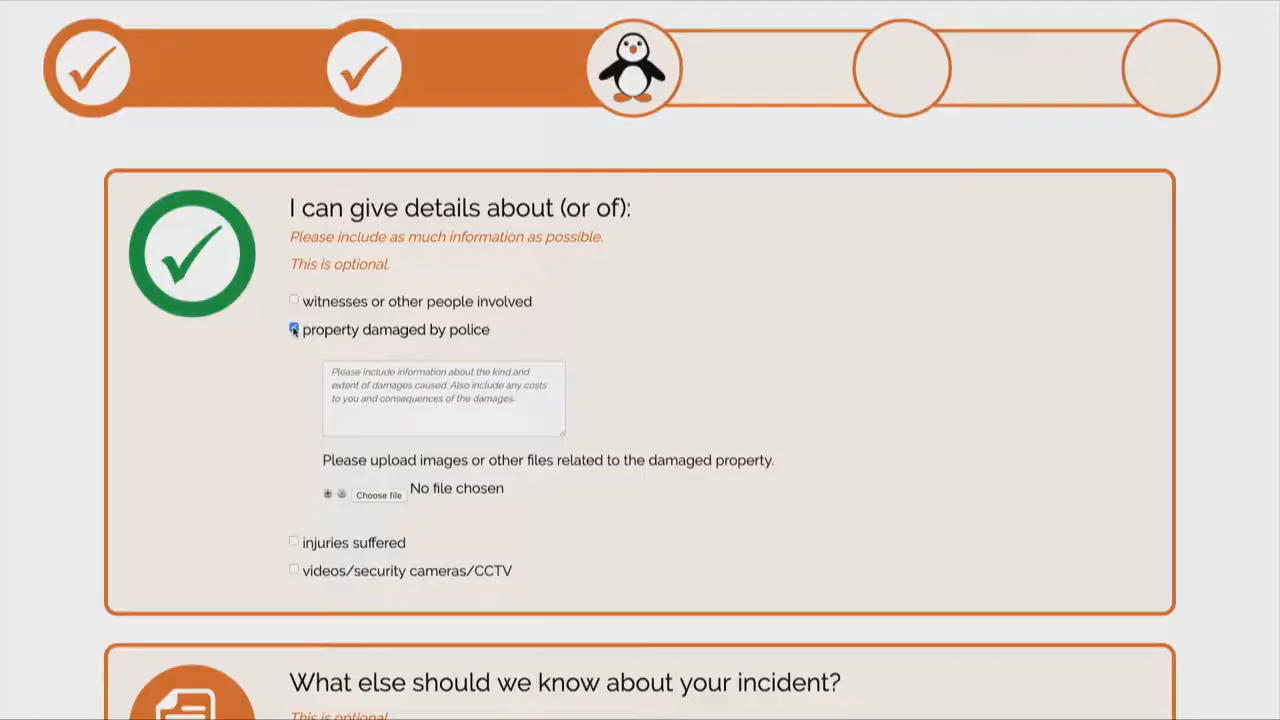 I can give details about (or of):
Please include as much information as possible.
This is optional.
witnesses or other people involved
property damaged by police
Please include information about the kind and
extent of damages caused. Also include any costs
to you and consequences of the damages.
Please upload images or other files related to the damaged property.
Choose file No file chosen
injuries suffered
videos/security cameras/CCTV
What else should we know about your incident?
This is optional.